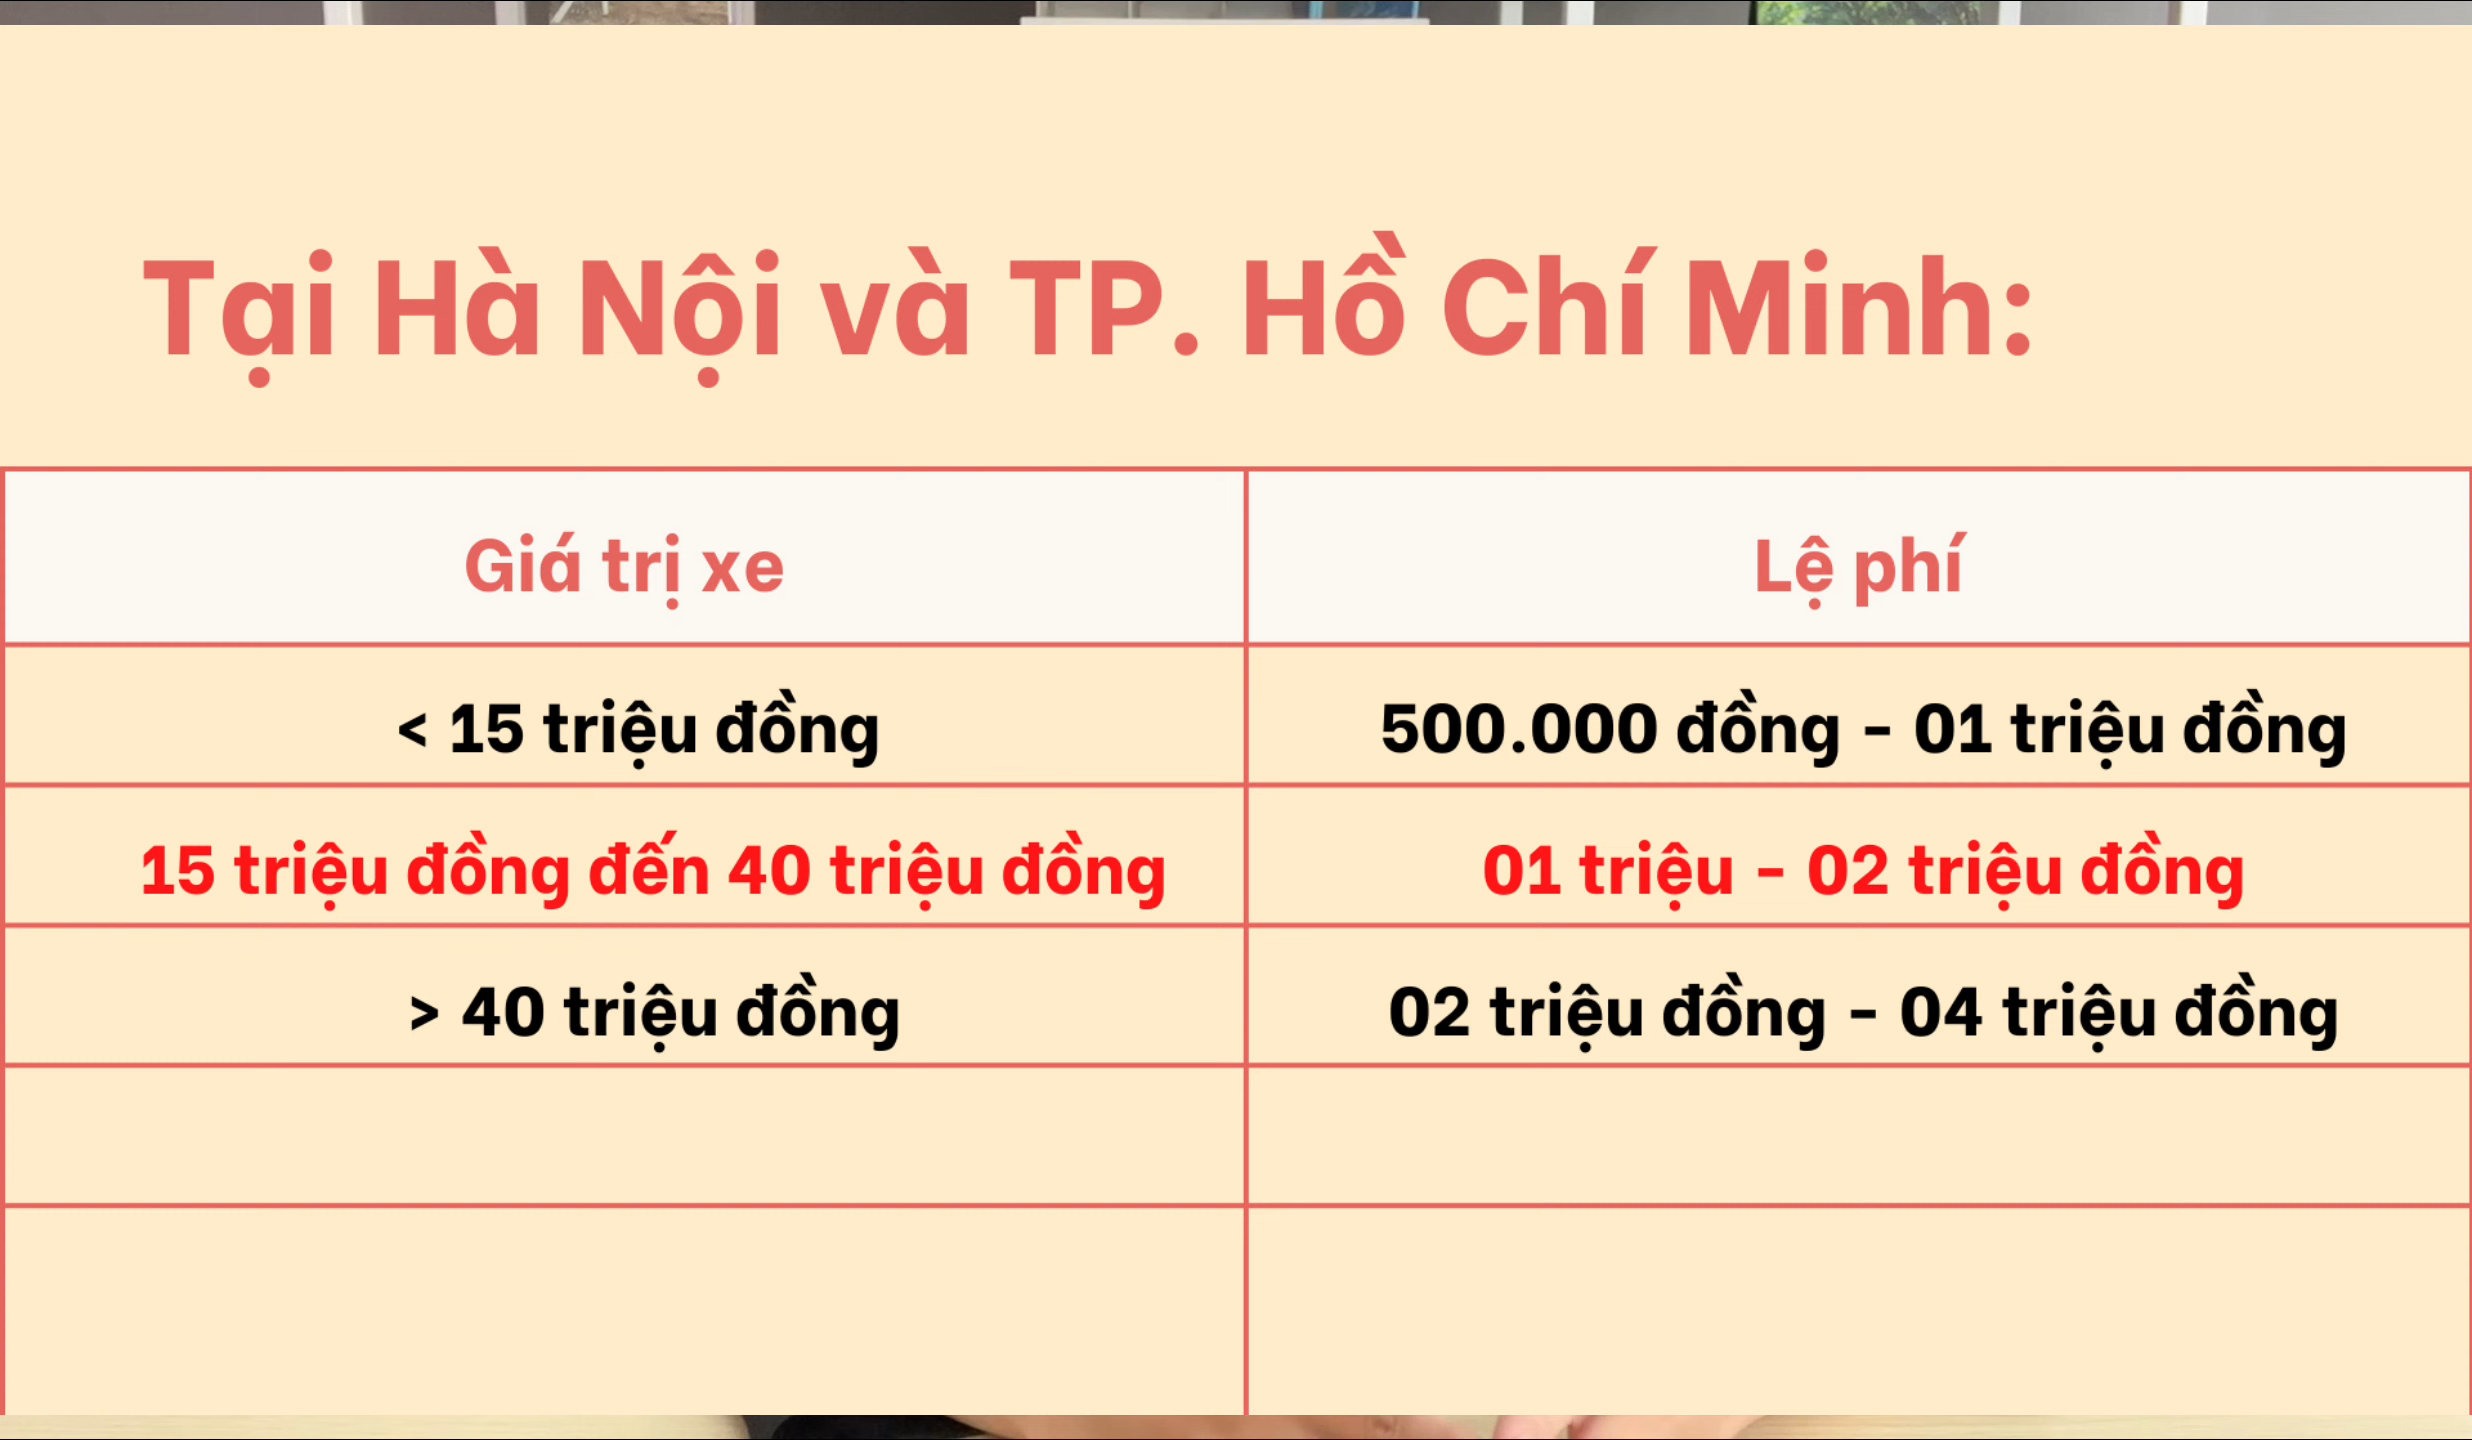 Tại Hà Nội và TP. Hồ Chí Minh:
Giá trị xe
Lệ phí
< 15 triệu đồng
500.000 đồng - 01 triệu đồng
15 triệu đồng đến 40 triệu đồng
01 triệu - 02 triệu đồng
> 40 triệu đồng
02 triệu đồng - 04 triệu đồng